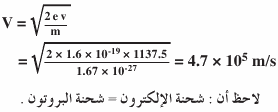 V = √(2 e v / m)
= √(2 × 1.6 × 10⁻¹⁹ × 1137.5 / 1.67 × 10⁻²⁷) = 4.7 × 10⁵ m/s
لاحظ أن : شحنة الإلكترون = شحنة البروتون .